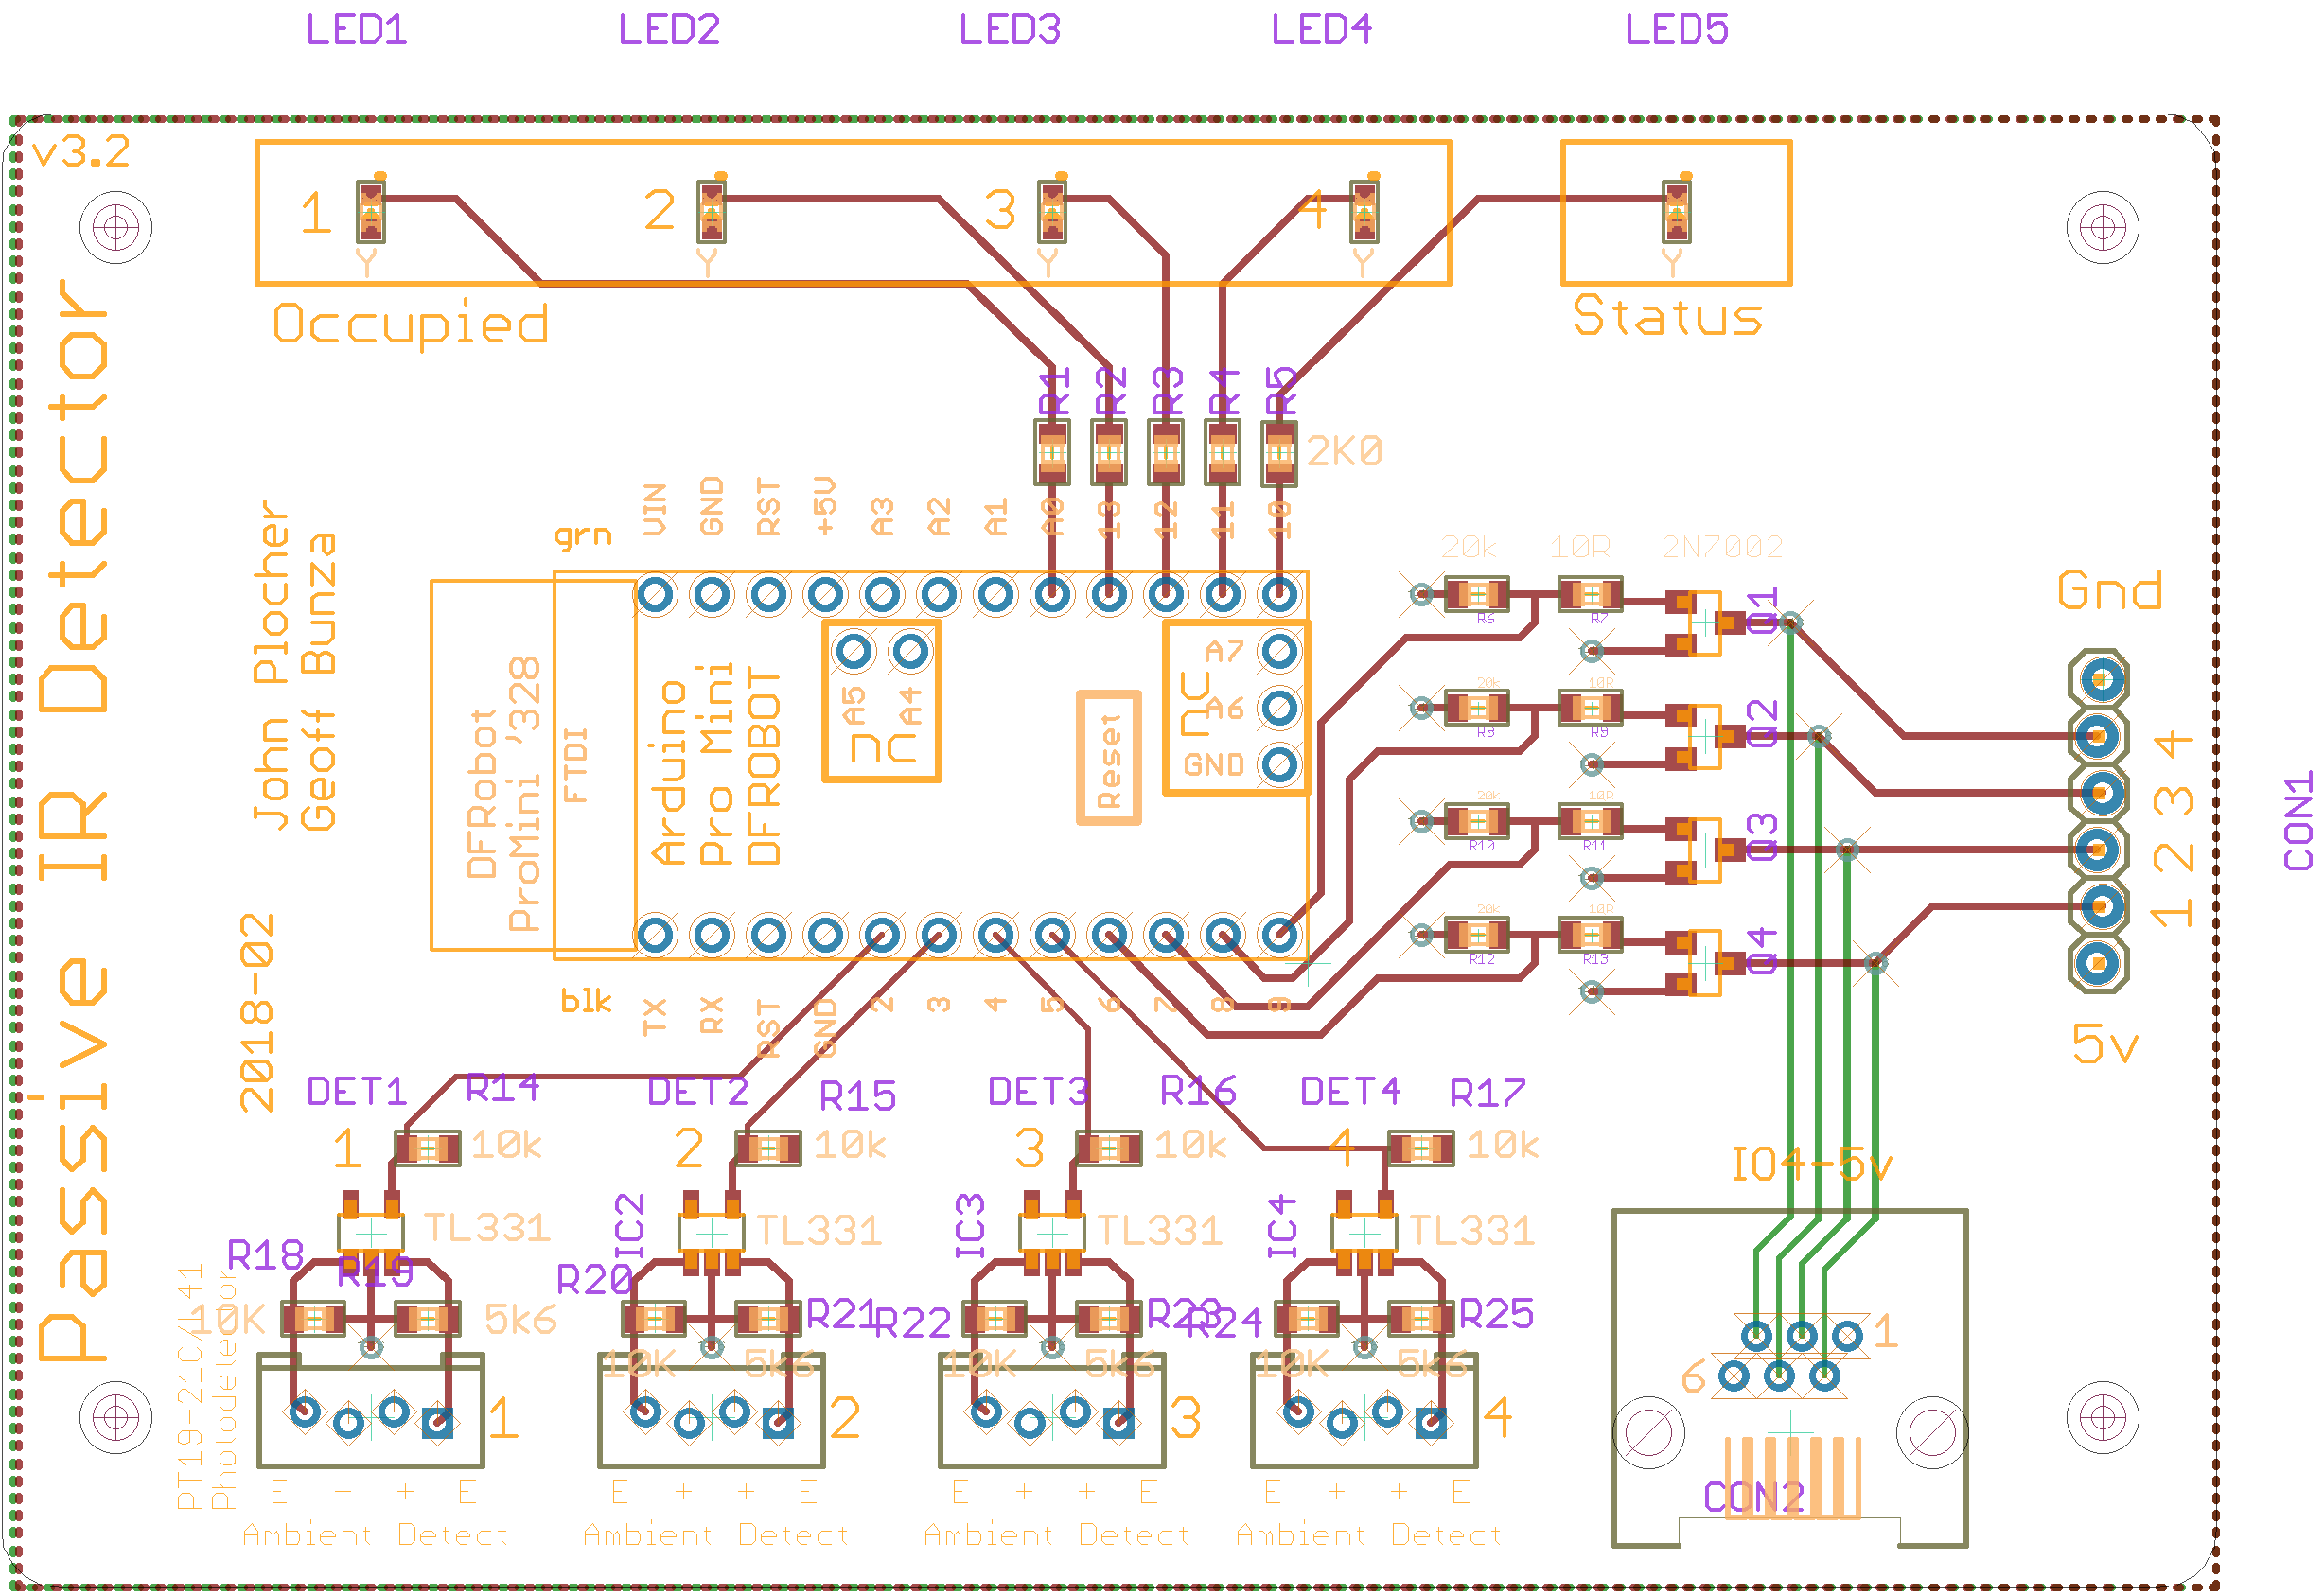 LED1 LED2 LED3 LED4 LED5
v3.2
1 2 3 4
Y Y Y Y Y
Occupied
Status
R1 R2 R3 R4 R5
2K0
VIN GND RST +5V A3 A2 A1 A0 13 12 11 10
grn
20k 10R 2N7002
Passive IR Detector
John Plocher
Geoff Bunza
2018-02
DFRobot
ProMini '328
FTDI
Arduino
Pro Mini
DFROBOT
A5 A4
nc
Reset
nc
A7
A6
GND
R6 R7 Q1
20k 10R
R8 R9 Q2
20k 10R
R10 R11 Q3
20k 10R
R12 R13 Q4
Gnd
4
3
2
1
5v
CON1
blk
TX RX RST GND 2 3 4 5 6 7 8 9
DET1 R14 DET2 R15 DET3 R16 DET4 R17
1 10k 2 10k 3 10k 4 10k
IO4-5v
TL331 IC2 TL331 IC3 TL331 IC4 TL331
R18 R19 R20 R21 R22 R23 R24 R25
10K 5k6 10K 5k6 10K 5k6 10K 5k6
PT19-21C/L41
Photodetector
1 2 3 4
1
6
CON2
E + + E E + + E E + + E E + + E
Ambient Detect Ambient Detect Ambient Detect Ambient Detect